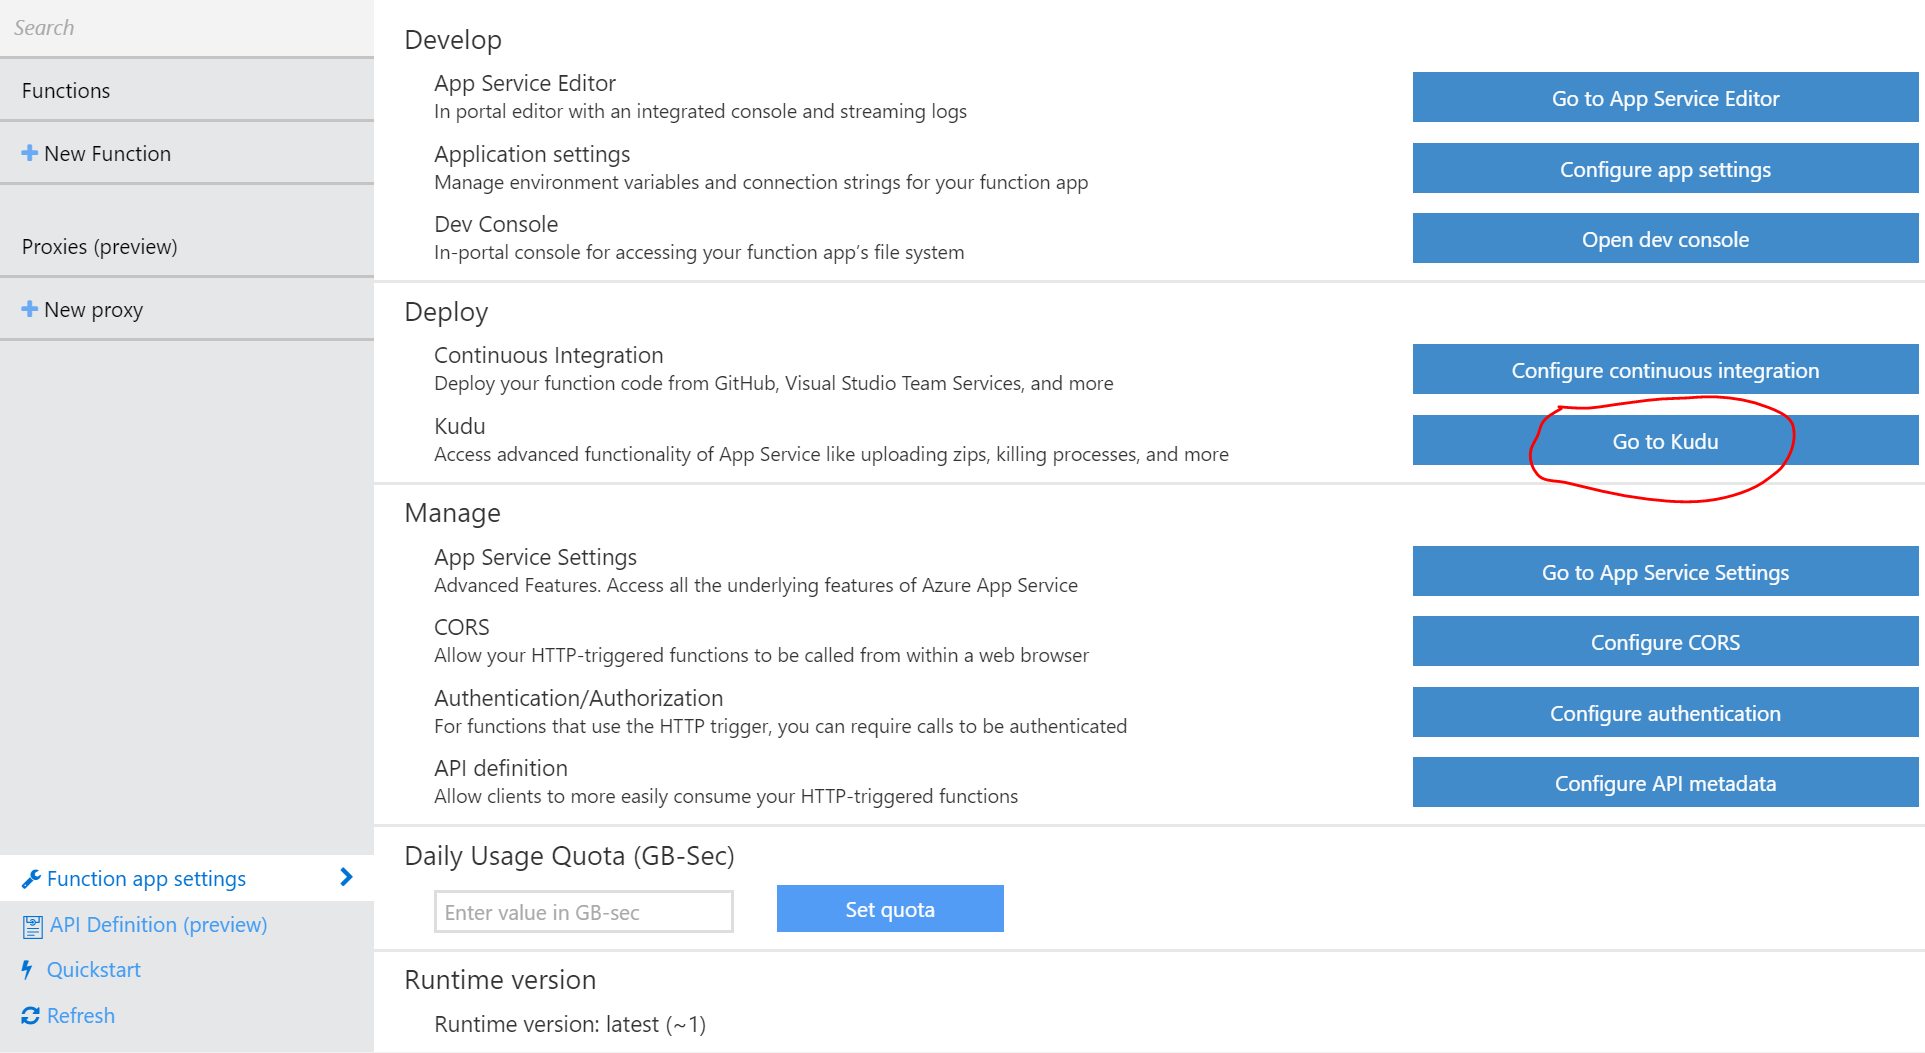 Search
Functions
New Function
Proxies (preview)
New proxy
Function app settings
API Definition (preview)
Quickstart
Refresh
Develop
App Service Editor
In portal editor with an integrated console and streaming logs
Go to App Service Editor
Application settings
Manage environment variables and connection strings for your function app
Configure app settings
Dev Console
In-portal console for accessing your function app’s file system
Open dev console
Deploy
Continuous Integration
Deploy your function code from GitHub, Visual Studio Team Services, and more
Configure continuous integration
Kudu
Access advanced functionality of App Service like uploading zips, killing processes, and more
Go to Kudu
Manage
App Service Settings
Advanced Features. Access all the underlying features of Azure App Service
Go to App Service Settings
CORS
Allow your HTTP-triggered functions to be called from within a web browser
Configure CORS
Authentication/Authorization
For functions that use the HTTP trigger, you can require calls to be authenticated
Configure authentication
API definition
Allow clients to more easily consume your HTTP-triggered functions
Configure API metadata
Daily Usage Quota (GB-Sec)
Enter value in GB-sec
Set quota
Runtime version
Runtime version: latest (~1)